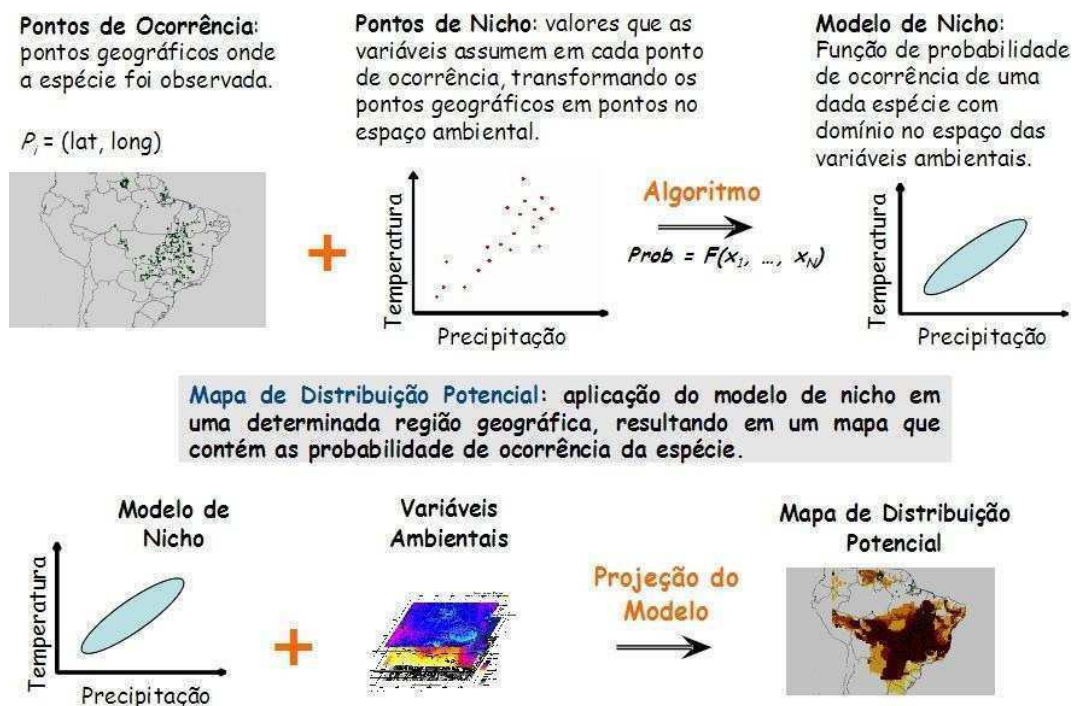 Pontos de Ocorrência:
pontos geográficos onde
a espécie foi observada.
P_i = (lat, long)
Pontos de Nicho: valores que as
variáveis assumem em cada ponto
de ocorrência, transformando os
pontos geográficos em pontos no
espaço ambiental.
Modelo de Nicho:
Função de probabilidade
de ocorrência de uma
dada espécie com
domínio no espaço das
variáveis ambientais.
+
Temperatura
Precipitação
Algoritmo
Prob = F(x₁, ..., x_N)
Temperatura
Precipitação
Mapa de Distribuição Potencial: aplicação do modelo de nicho em
uma determinada região geográfica, resultando em um mapa que
contém as probabilidade de ocorrência da espécie.
Modelo de
Nicho
Temperatura
Precipitação
+
Variáveis
Ambientais
Projeção do
Modelo
Mapa de Distribuição
Potencial